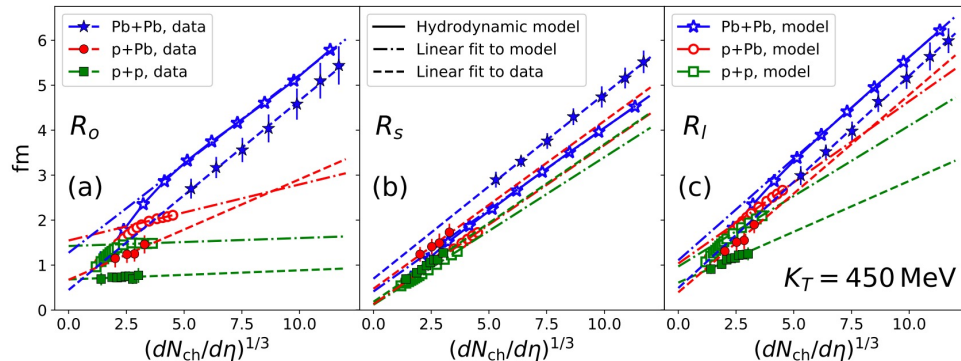 Pb+Pb, data
p+Pb, data
p+p, data
Hydrodynamic model
Linear fit to model
Linear fit to data
Pb+Pb, model
p+Pb, model
p+p, model
R_o
R_s
R_l
(a)
(b)
(c)
K_T = 450 MeV
fm
6
5
4
3
2
1
0
0.0 2.5 5.0 7.5 10.0
0.0 2.5 5.0 7.5 10.0
0.0 2.5 5.0 7.5 10.0
(dN_ch/dη)^{1/3}
(dN_ch/dη)^{1/3}
(dN_ch/dη)^{1/3}